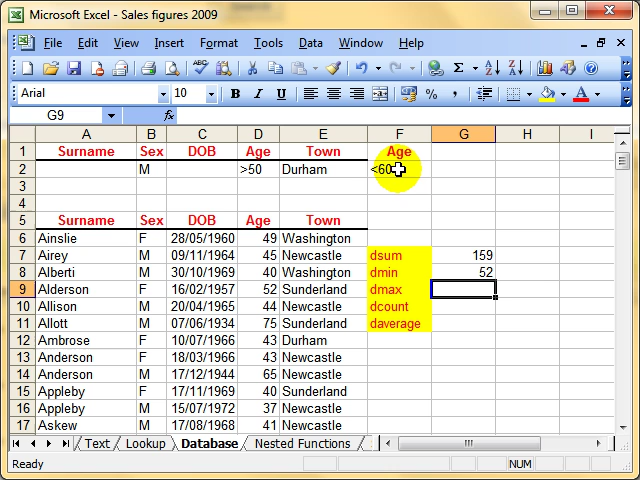 Microsoft Excel - Sales figures 2009
File Edit View Insert Format Tools Data Window Help
Arial 10 B I U % ,
G9 fx
A B C D E F G H I
1 Surname Sex DOB Age Town Age
2 M >50 Durham <60
3
4
5 Surname Sex DOB Age Town
6 Ainslie F 28/05/1960 49 Washington
7 Airey M 09/11/1964 45 Newcastle dsum 159
8 Alberti M 30/10/1969 40 Washington dmin 52
9 Alderson F 16/02/1957 52 Sunderland dmax
10 Allison M 20/04/1965 44 Newcastle dcount
11 Allott M 07/06/1934 75 Sunderland daverage
12 Ambrose F 10/07/1966 43 Durham
13 Anderson F 18/03/1966 43 Newcastle
14 Anderson M 17/12/1944 65 Newcastle
15 Appleby F 17/11/1969 40 Sunderland
16 Appleby M 15/07/1972 37 Newcastle
17 Askew M 17/08/1968 41 Newcastle
Text Lookup Database Nested Functions
Ready NUM